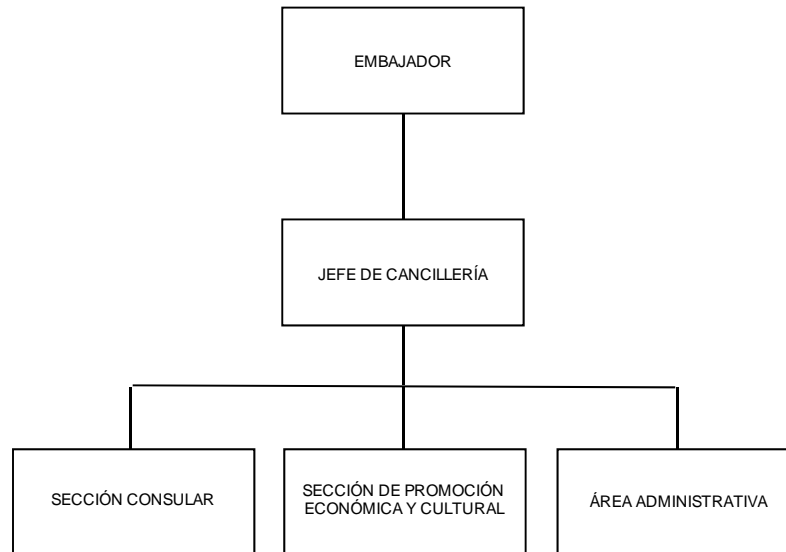 EMBAJADOR
JEFE DE CANCILLERÍA
SECCIÓN CONSULAR
SECCIÓN DE PROMOCIÓN
ECONÓMICA Y CULTURAL
ÁREA ADMINISTRATIVA